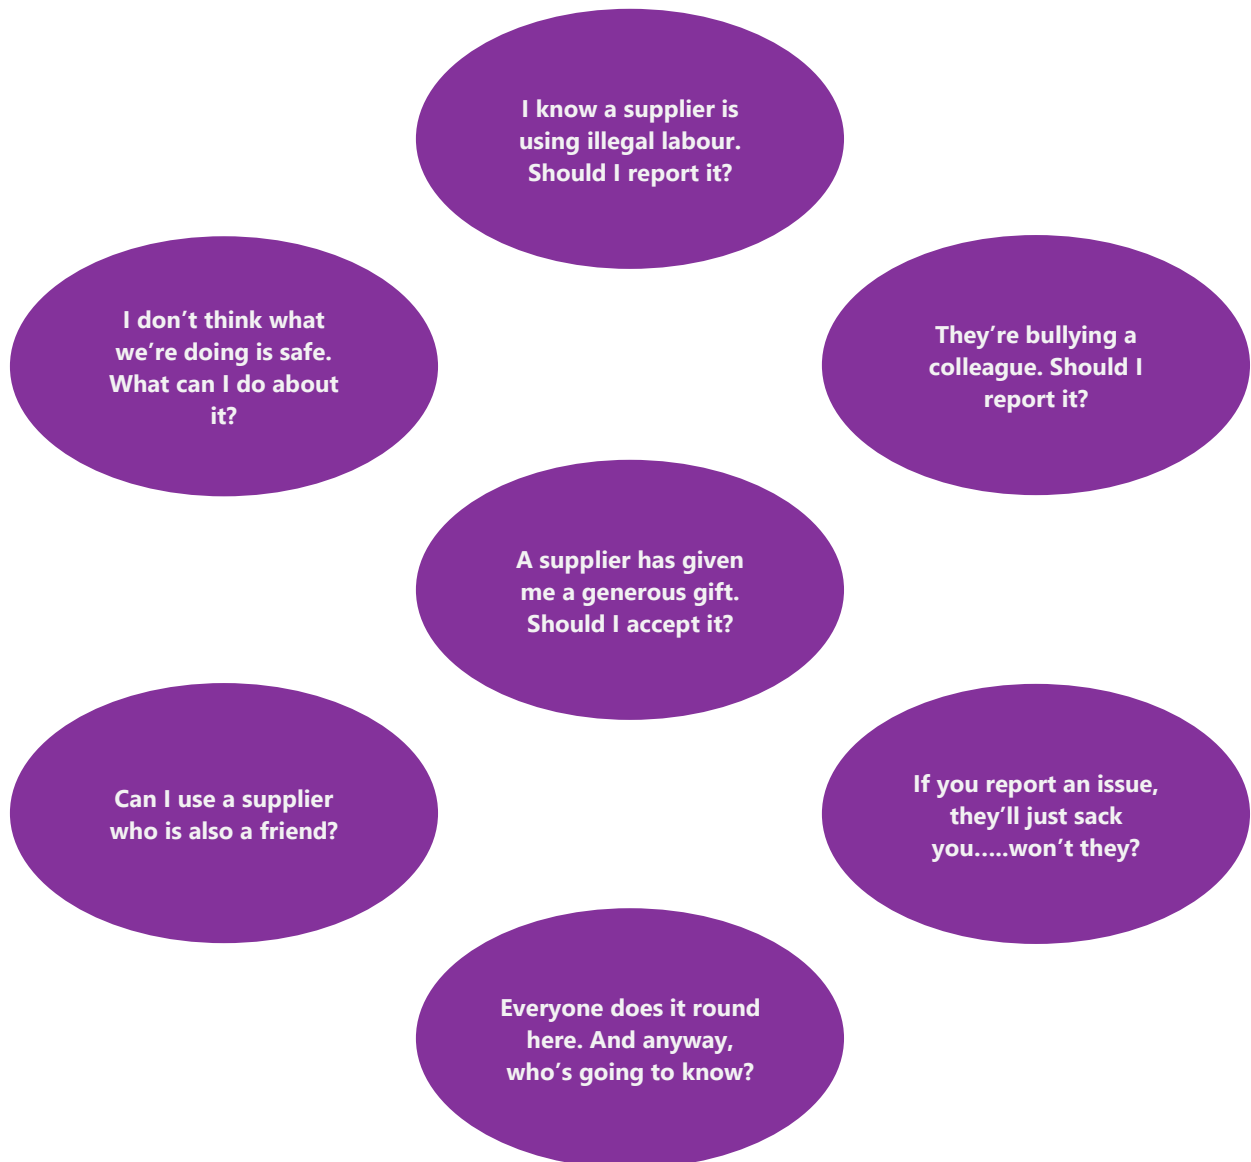 I know a supplier is
using illegal labour.
Should I report it?
I don’t think what
we’re doing is safe.
What can I do about
it?
They’re bullying a
colleague. Should I
report it?
A supplier has given
me a generous gift.
Should I accept it?
Can I use a supplier
who is also a friend?
If you report an issue,
they’ll just sack
you…..won’t they?
Everyone does it round
here. And anyway,
who’s going to know?